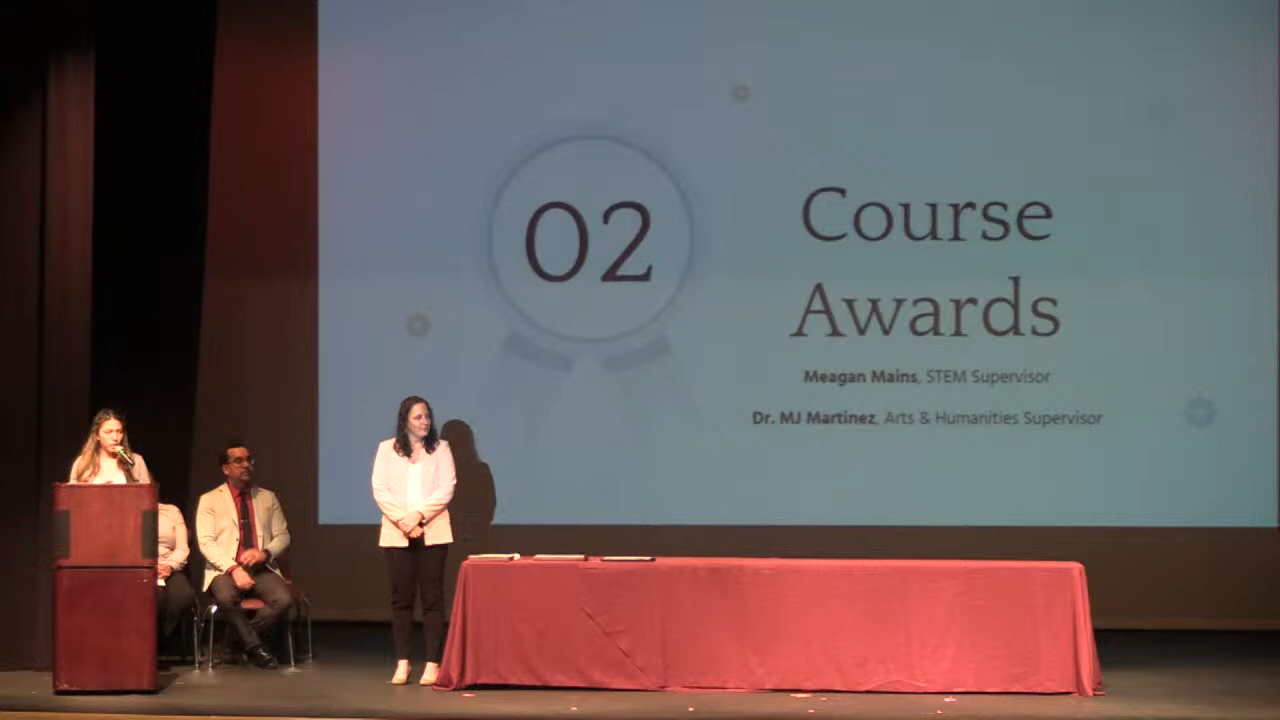 02
Course
Awards
Meagan Mains, STEM Supervisor
Dr. MJ Martinez, Arts & Humanities Supervisor